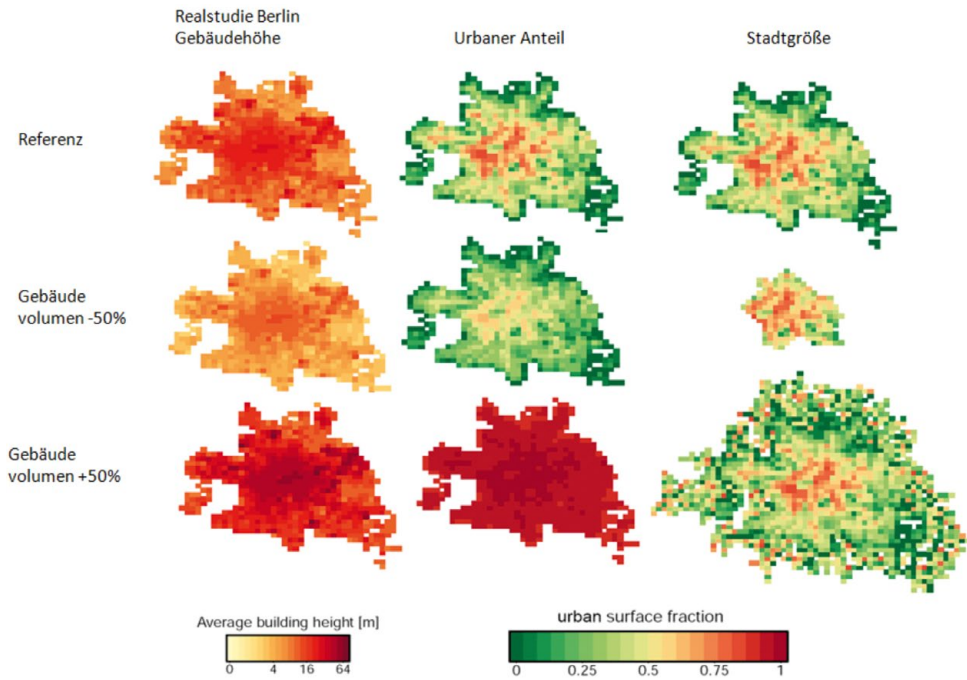 Realstudie Berlin
Gebäudehöhe
Urbaner Anteil
Stadtgröße
Referenz
Gebäude
volumen -50%
Gebäude
volumen +50%
Average building height [m]
0 4 16 64
urban surface fraction
0 0.25 0.5 0.75 1